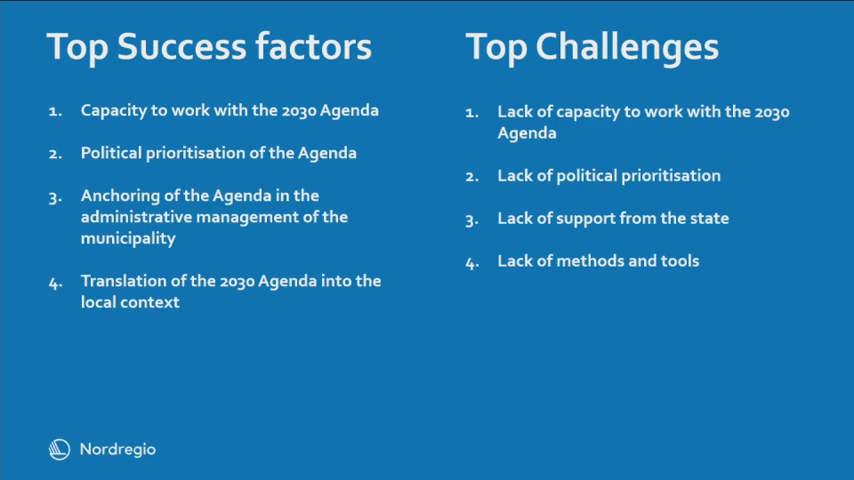 Top Success factors
1. Capacity to work with the 2030 Agenda
2. Political prioritisation of the Agenda
3. Anchoring of the Agenda in the
administrative management of the
municipality
4. Translation of the 2030 Agenda into the
local context
Top Challenges
1. Lack of capacity to work with the 2030
Agenda
2. Lack of political prioritisation
3. Lack of support from the state
4. Lack of methods and tools
Nordregio